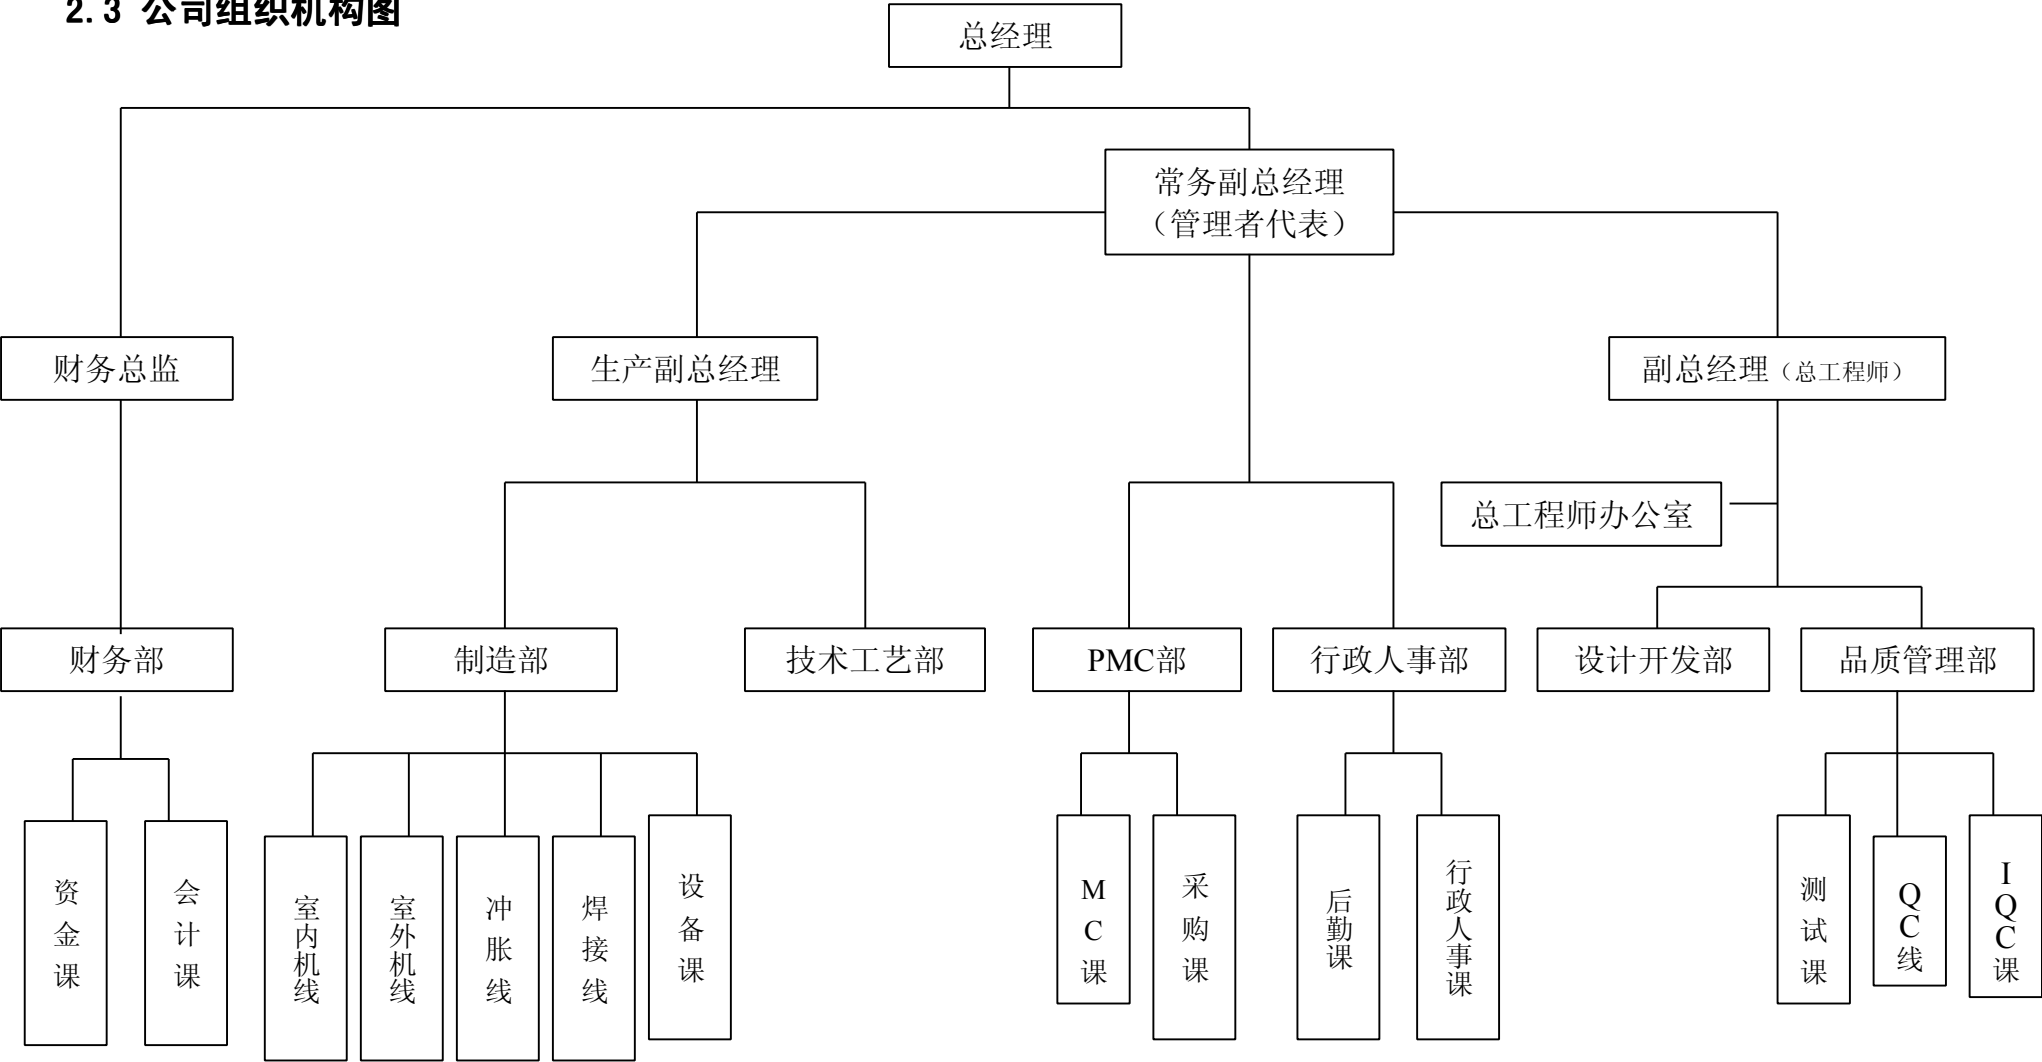 2.3 公司组织机构图
总经理
常务副总经理
（管理者代表）
财务总监
生产副总经理
副总经理（总工程师）
总工程师办公室
财务部
制造部
技术工艺部
PMC部
行政人事部
设计开发部
品质管理部
资金课
会计课
室内机线
室外机线
冲胀线
焊接线
设备课
MC课
采购课
后勤课
行政人事课
测试课
QC线
IQC课